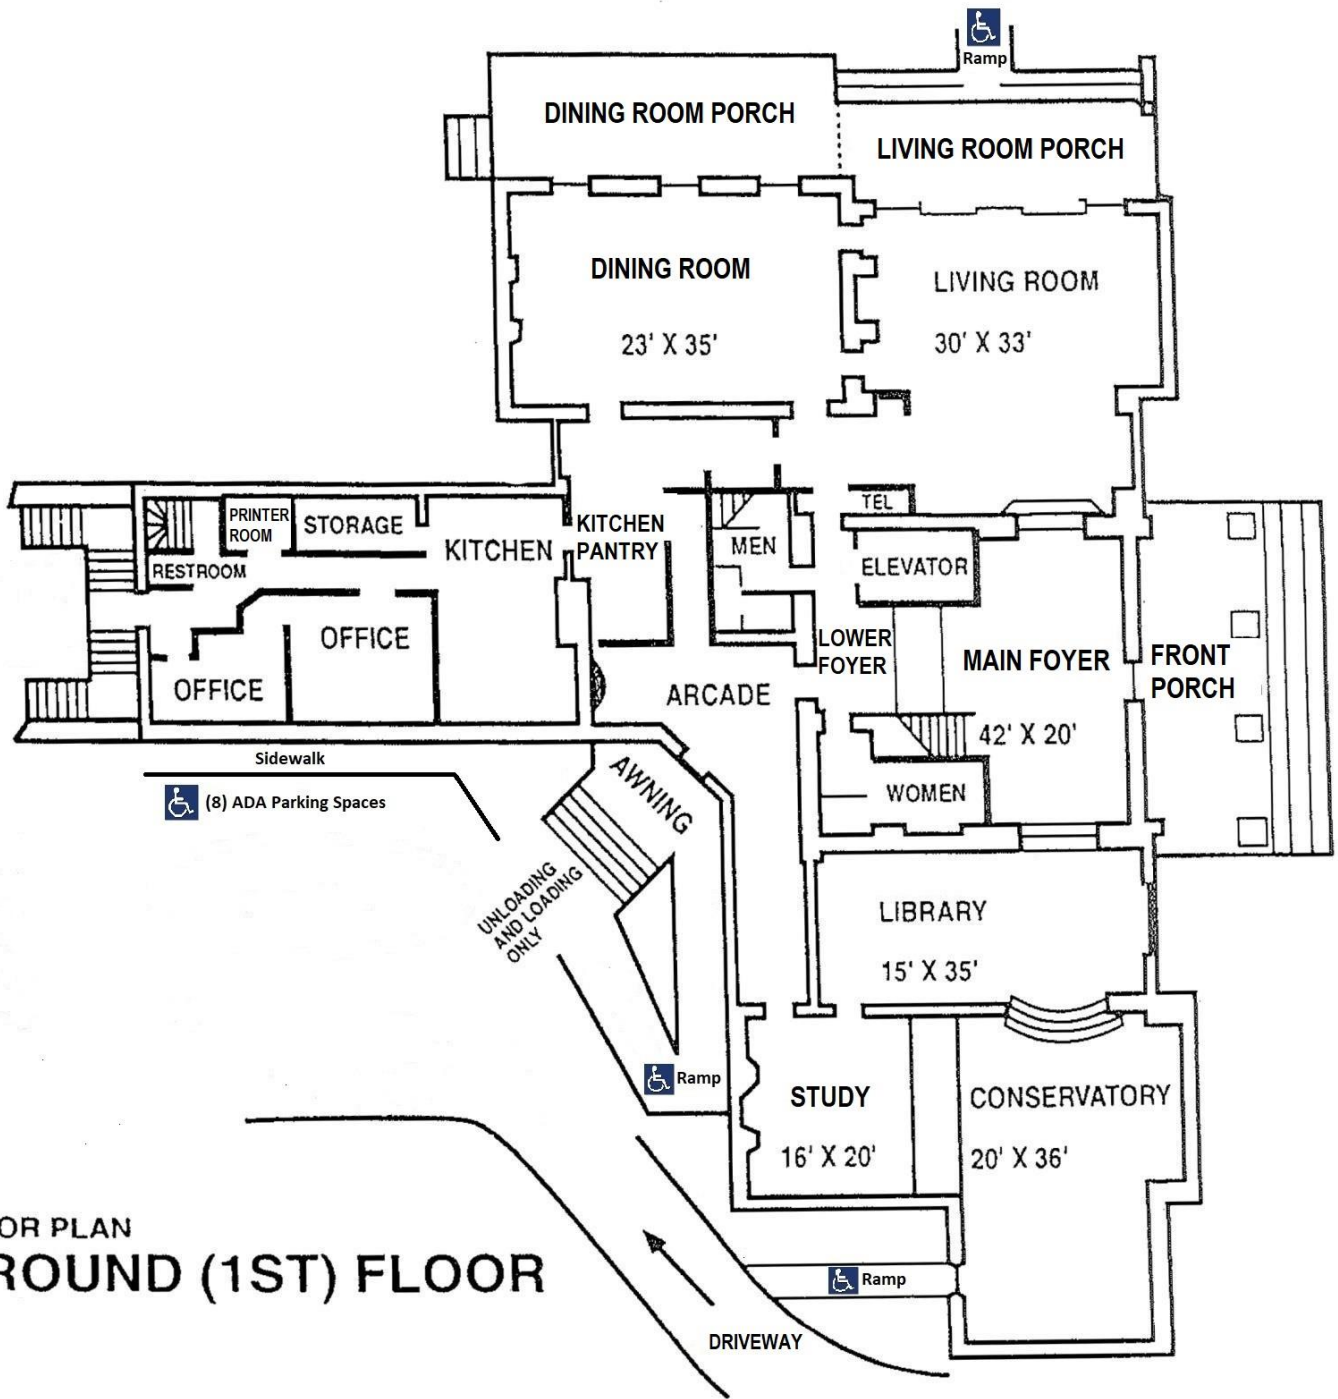 Ramp
DINING ROOM PORCH
LIVING ROOM PORCH
DINING ROOM
23' X 35'
LIVING ROOM
30' X 33'
TEL
PRINTER
ROOM
STORAGE
KITCHEN
KITCHEN
PANTRY
MEN
ELEVATOR
RESTROOM
OFFICE
OFFICE
LOWER
FOYER
MAIN FOYER
42' X 20'
FRONT
PORCH
ARCADE
Sidewalk
(8) ADA Parking Spaces
AWNING
WOMEN
UNLOADING
AND LOADING
ONLY
LIBRARY
15' X 35'
Ramp
STUDY
16' X 20'
CONSERVATORY
20' X 36'
OR PLAN
ROUND (1ST) FLOOR
Ramp
DRIVEWAY